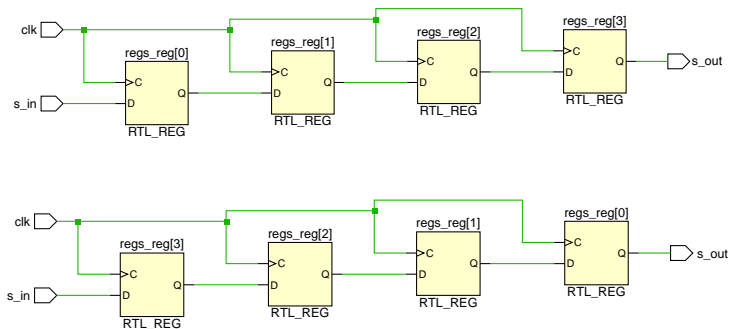 clk
s_in
regs_reg[0]
C
D
Q
RTL_REG
regs_reg[1]
C
D
Q
RTL_REG
regs_reg[2]
C
D
Q
RTL_REG
regs_reg[3]
C
D
Q
RTL_REG
s_out
clk
s_in
regs_reg[3]
C
D
Q
RTL_REG
regs_reg[2]
C
D
Q
RTL_REG
regs_reg[1]
C
D
Q
RTL_REG
regs_reg[0]
C
D
Q
RTL_REG
s_out